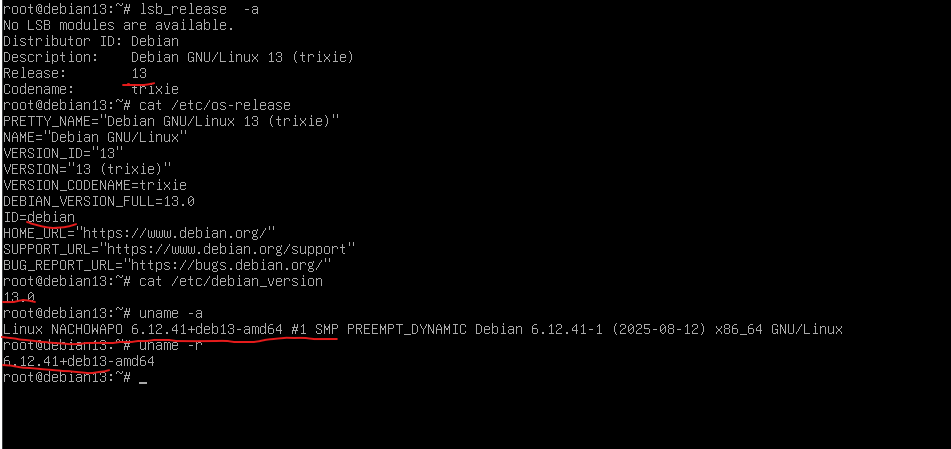 root@debian13:~# lsb_release  -a
No LSB modules are available.
Distributor ID: Debian
Description:    Debian GNU/Linux 13 (trixie)
Release:        13
Codename:       trixie
root@debian13:~# cat /etc/os-release
PRETTY_NAME="Debian GNU/Linux 13 (trixie)"
NAME="Debian GNU/Linux"
VERSION_ID="13"
VERSION="13 (trixie)"
VERSION_CODENAME=trixie
DEBIAN_VERSION_FULL=13.0
ID=debian
HOME_URL="https://www.debian.org/"
SUPPORT_URL="https://www.debian.org/support"
BUG_REPORT_URL="https://bugs.debian.org/"
root@debian13:~# cat /etc/debian_version
13.0
root@debian13:~# uname -a
Linux NACHOWAPO 6.12.41+deb13-amd64 #1 SMP PREEMPT_DYNAMIC Debian 6.12.41-1 (2025-08-12) x86_64 GNU/Linux
root@debian13:~# uname -r
6.12.41+deb13-amd64
root@debian13:~# _